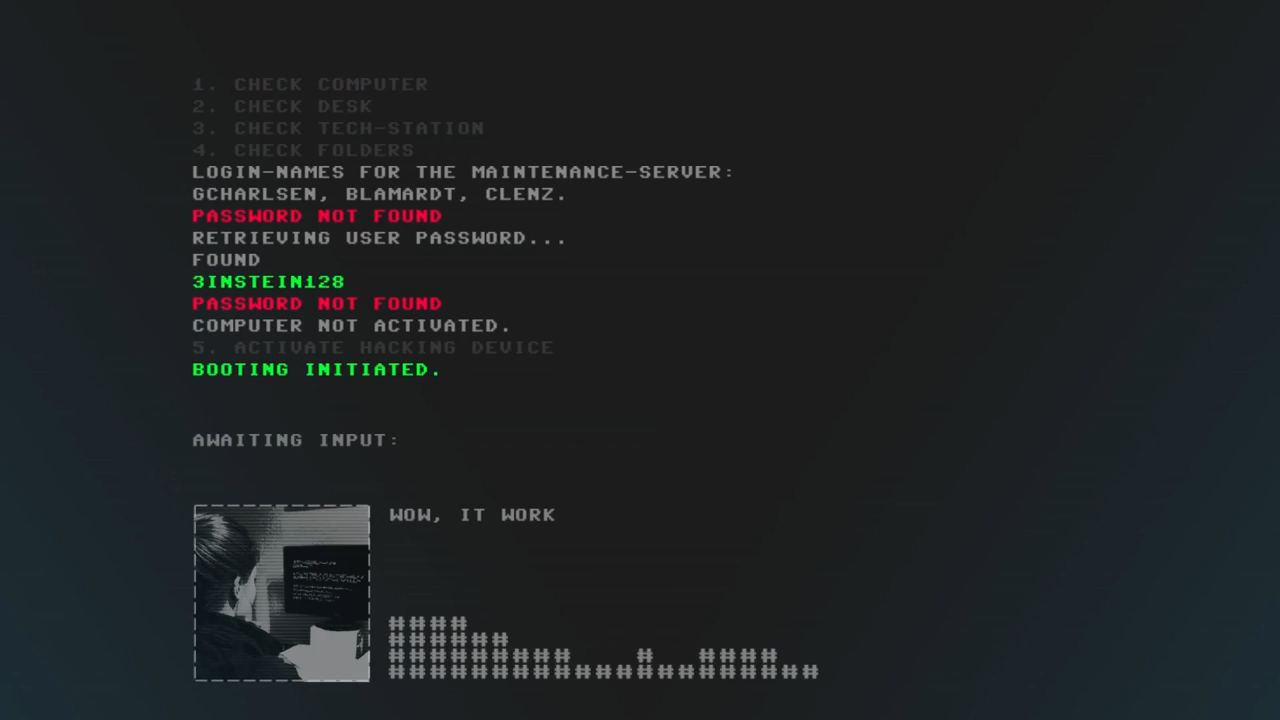 1. CHECK COMPUTER
2. CHECK DESK
3. CHECK TECH-STATION
4. CHECK FOLDERS
LOGIN-NAMES FOR THE MAINTENANCE-SERVER:
GCHARLSEN, BLAMARDT, CLENZ.
PASSWORD NOT FOUND
RETRIEVING USER PASSWORD...
FOUND
3INSTEIN128
PASSWORD NOT FOUND
COMPUTER NOT ACTIVATED.
5. ACTIVATE HACKING DEVICE
BOOTING INITIATED.
AWAITING INPUT:
WOW, IT WORK
####
######
######### # ####
#####################